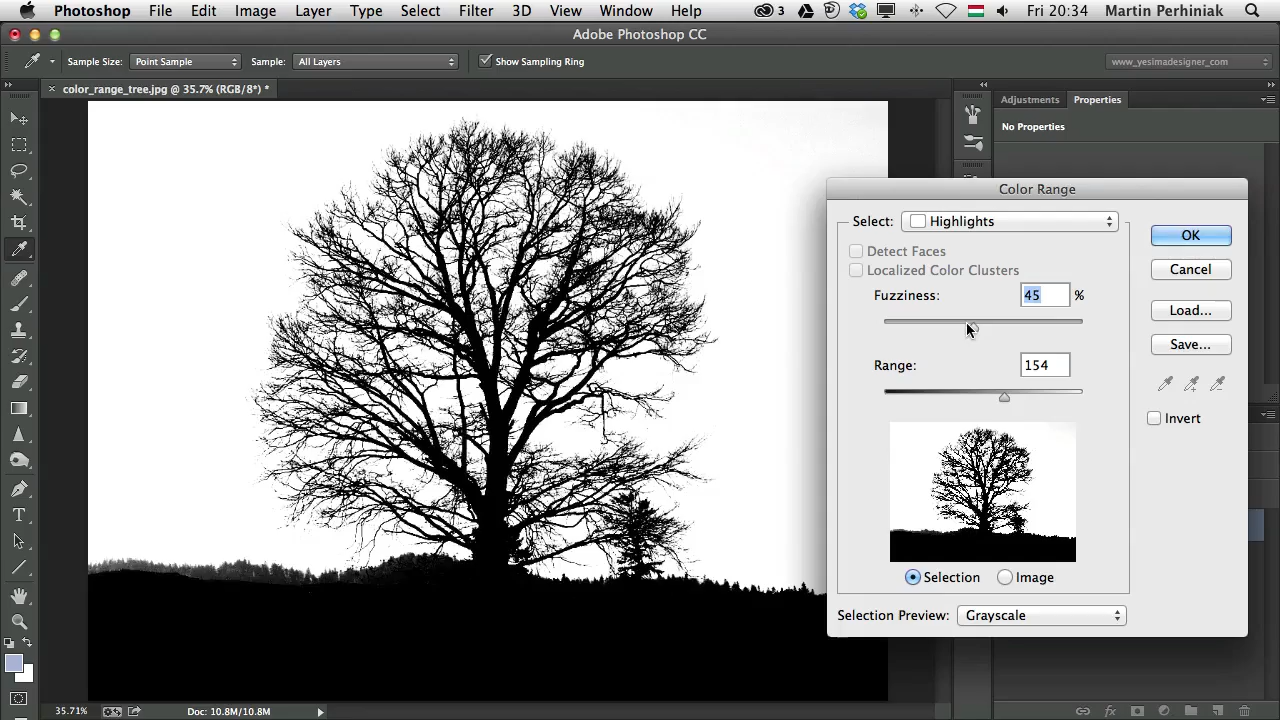 Photoshop File Edit Image Layer Type Select Filter 3D View Window Help 3 Fri 20:34 Martin Perhiniak
Adobe Photoshop CC
Sample Size: Point Sample Sample: All Layers Show Sampling Ring www_yesimadesigner_com
× color_range_tree.jpg @ 35.7% (RGB/8*) *
Adjustments Properties
No Properties
Color Range
Select: Highlights
OK
Detect Faces
Localized Color Clusters
Cancel
Fuzziness: 45 %
Load...
Save...
Range: 154
Invert
Selection Image
Selection Preview: Grayscale
T
35.71% Doc: 10.8M/10.8M
fx